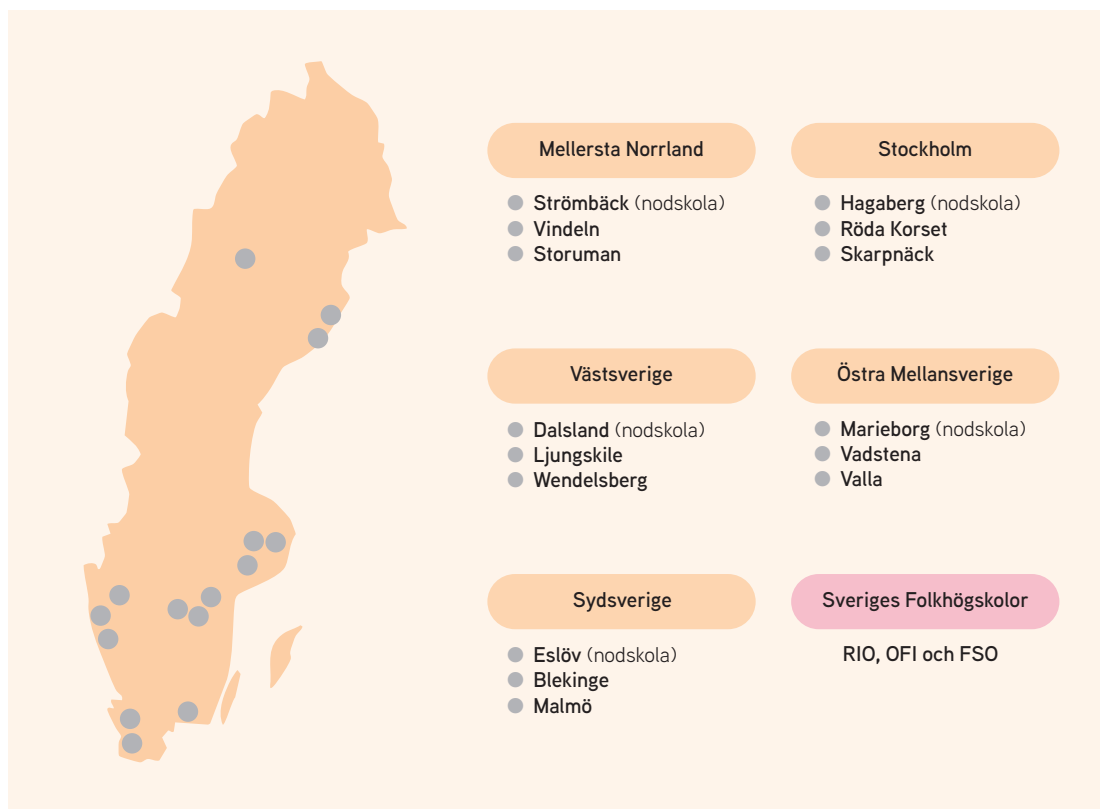 Mellersta Norrland
Strömbäck (nodskola)
Vindeln
Storuman
Stockholm
Hagaberg (nodskola)
Röda Korset
Skarpnäck
Västsverige
Dalsland (nodskola)
Ljungskile
Wendelsberg
Östra Mellansverige
Marieborg (nodskola)
Vadstena
Valla
Sydsverige
Eslöv (nodskola)
Blekinge
Malmö
Sveriges Folkhögskolor
RIO, OFI och FSO